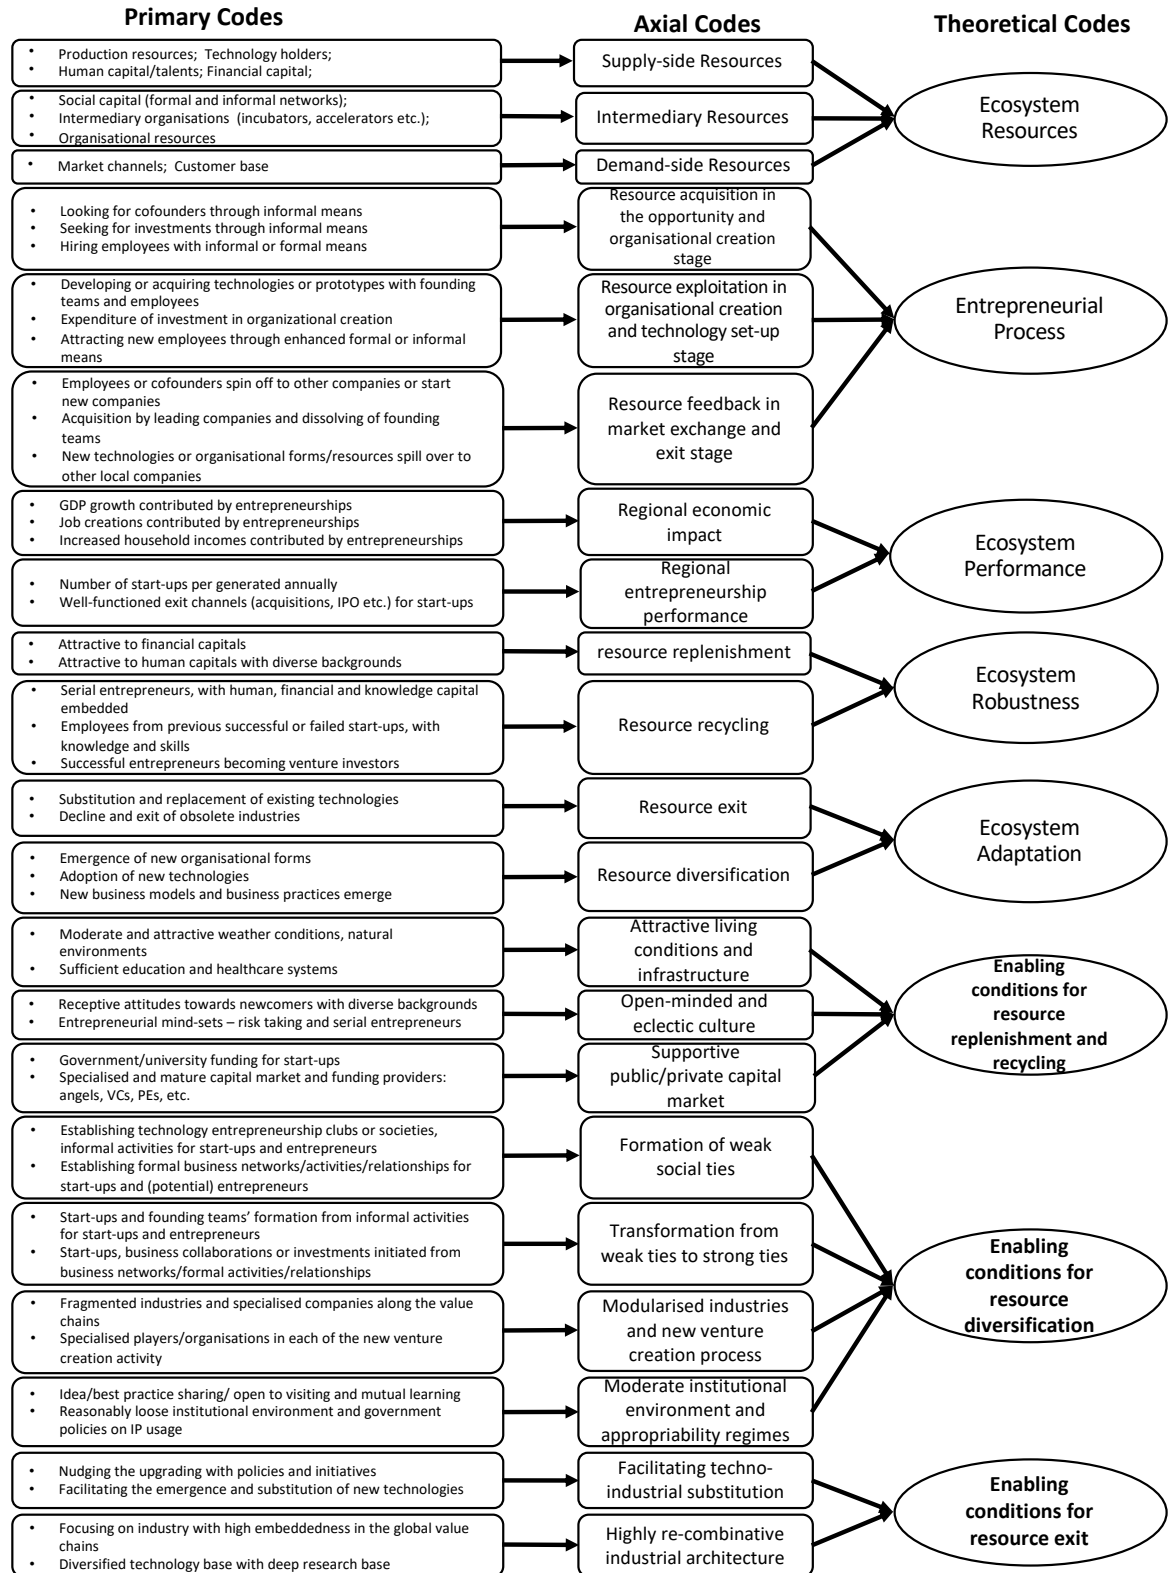 Primary Codes
Axial Codes
Theoretical Codes
• Production resources; Technology holders;
• Human capital/talents; Financial capital;
Supply-side Resources
• Social capital (formal and informal networks);
• Intermediary organisations (incubators, accelerators etc.);
• Organisational resources
Intermediary Resources
• Market channels; Customer base
Demand-side Resources
Ecosystem
Resources
• Looking for cofounders through informal means
• Seeking for investments through informal means
• Hiring employees with informal or formal means
Resource acquisition in
the opportunity and
organisational creation
stage
• Developing or acquiring technologies or prototypes with founding
teams and employees
• Expenditure of investment in organizational creation
• Attracting new employees through enhanced formal or informal
means
Resource exploitation in
organisational creation
and technology set-up
stage
• Employees or cofounders spin off to other companies or start
new companies
• Acquisition by leading companies and dissolving of founding
teams
• New technologies or organisational forms/resources spill over to
other local companies
Resource feedback in
market exchange and
exit stage
Entrepreneurial
Process
• GDP growth contributed by entrepreneurships
• Job creations contributed by entrepreneurships
• Increased household incomes contributed by entrepreneurships
Regional economic
impact
• Number of start-ups per generated annually
• Well-functioned exit channels (acquisitions, IPO etc.) for start-ups
Regional
entrepreneurship
performance
Ecosystem
Performance
• Attractive to financial capitals
• Attractive to human capitals with diverse backgrounds
resource replenishment
• Serial entrepreneurs, with human, financial and knowledge capital
embedded
• Employees from previous successful or failed start-ups, with
knowledge and skills
• Successful entrepreneurs becoming venture investors
Resource recycling
Ecosystem
Robustness
• Substitution and replacement of existing technologies
• Decline and exit of obsolete industries
Resource exit
• Emergence of new organisational forms
• Adoption of new technologies
• New business models and business practices emerge
Resource diversification
Ecosystem
Adaptation
• Moderate and attractive weather conditions, natural
environments
• Sufficient education and healthcare systems
Attractive living
conditions and
infrastructure
• Receptive attitudes towards newcomers with diverse backgrounds
• Entrepreneurial mind-sets – risk taking and serial entrepreneurs
Open-minded and
eclectic culture
• Government/university funding for start-ups
• Specialised and mature capital market and funding providers:
angels, VCs, PEs, etc.
Supportive
public/private capital
market
Enabling
conditions for
resource
replenishment and
recycling
• Establishing technology entrepreneurship clubs or societies,
informal activities for start-ups and entrepreneurs
• Establishing formal business networks/activities/relationships for
start-ups and (potential) entrepreneurs
Formation of weak
social ties
• Start-ups and founding teams’ formation from informal activities
for start-ups and entrepreneurs
• Start-ups, business collaborations or investments initiated from
business networks/formal activities/relationships
Transformation from
weak ties to strong ties
• Fragmented industries and specialised companies along the value
chains
• Specialised players/organisations in each of the new venture
creation activity
Modularised industries
and new venture
creation process
• Idea/best practice sharing/ open to visiting and mutual learning
• Reasonably loose institutional environment and government
policies on IP usage
Moderate institutional
environment and
appropriability regimes
Enabling
conditions for
resource
diversification
• Nudging the upgrading with policies and initiatives
• Facilitating the emergence and substitution of new technologies
Facilitating techno-
industrial substitution
• Focusing on industry with high embeddedness in the global value
chains
• Diversified technology base with deep research base
Highly re-combinative
industrial architecture
Enabling
conditions for
resource exit